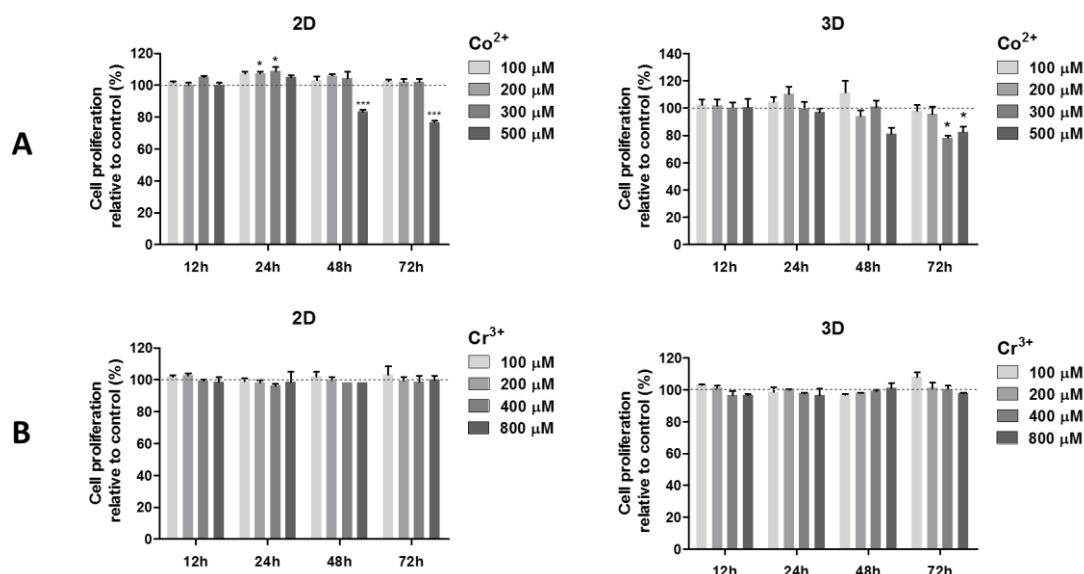 A
2D
Cell proliferation
relative to control (%)
120
100
80
60
40
20
0
* *
***
***
12h 24h 48h 72h
Co²⁺
100 μM
200 μM
300 μM
500 μM
3D
Cell proliferation
relative to control (%)
140
120
100
80
60
40
20
0
* *
12h 24h 48h 72h
Co²⁺
100 μM
200 μM
300 μM
500 μM
B
2D
Cell proliferation
relative to control (%)
120
100
80
60
40
20
0
12h 24h 48h 72h
Cr³⁺
100 μM
200 μM
400 μM
800 μM
3D
Cell proliferation
relative to control (%)
120
100
80
60
40
20
0
12h 24h 48h 72h
Cr³⁺
100 μM
200 μM
400 μM
800 μM